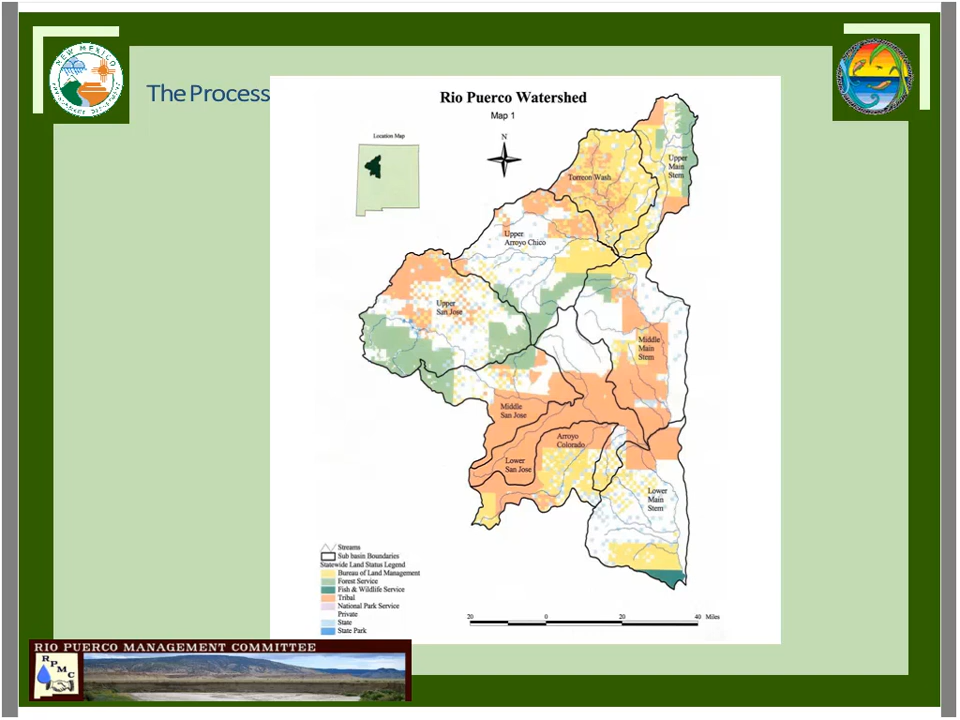 NEW MEXICO
The Process
Rio Puerco Watershed
Map 1
Location Map
N
Upper
Main
Stem
Torreon Wash
Upper
Arroyo Chico
Upper
San Jose
Middle
Main
Stem
Middle
San Jose
Arroyo
Colorado
Lower
San Jose
Lower
Main
Stem
Streams
Sub basin Boundaries
Statewide Land Status Legend
Bureau of Land Management
Forest Service
Fish & Wildlife Service
Tribal
National Park Service
Private
State
State Park
20 0 20 40 Miles
RIO PUERCO MANAGEMENT COMMITTEE
RPMC